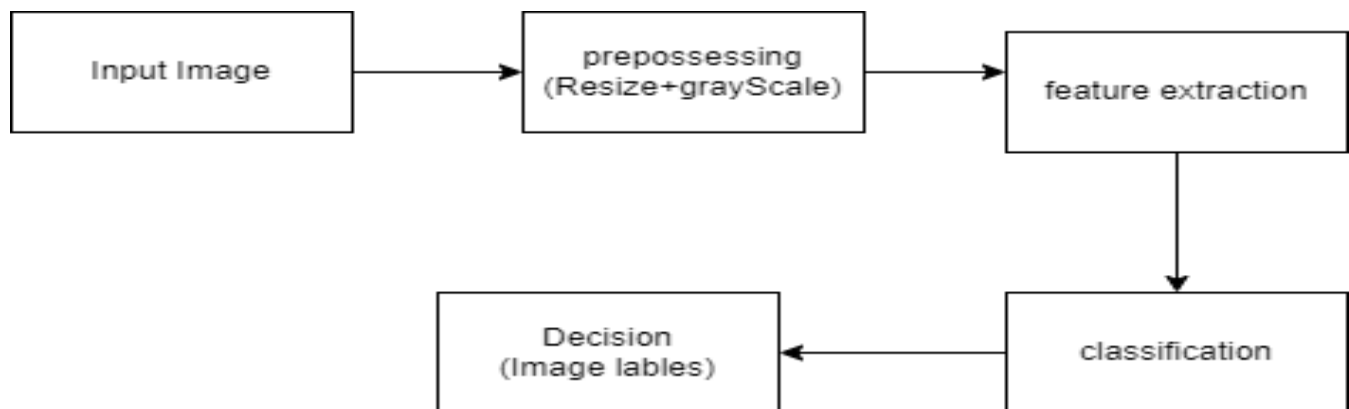 Input Image
prepossessing
(Resize+grayScale)
feature extraction
classification
Decision
(Image lables)